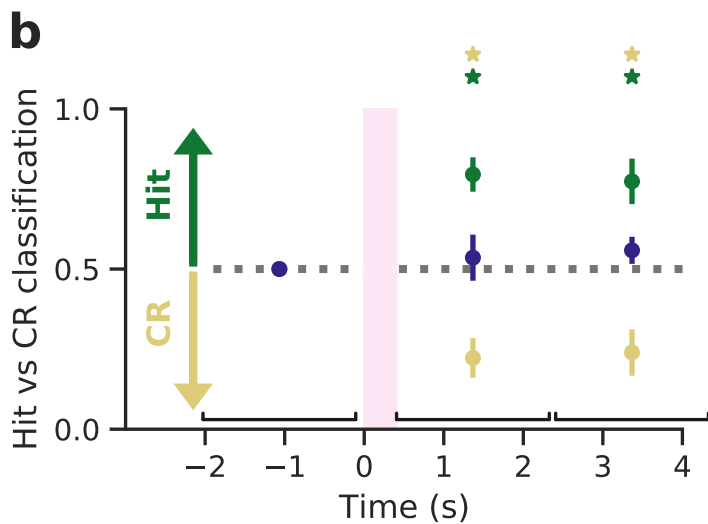 b
Hit vs CR classification
1.0
0.5
0.0
Hit
CR
−2 −1 0 1 2 3 4
Time (s)